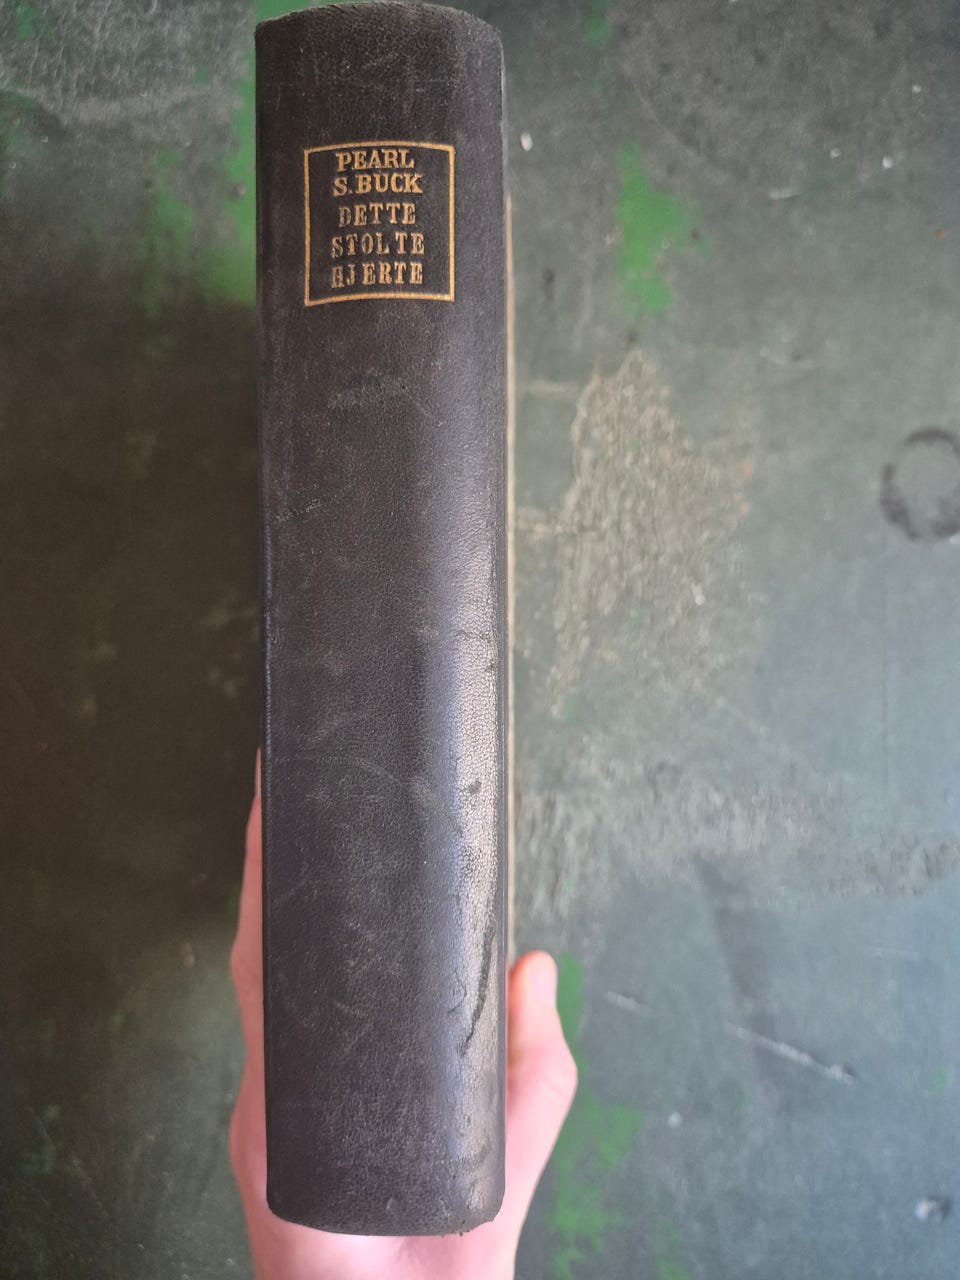 PEARL
S. BUCK
DETTE
STOLTE
HJERTE